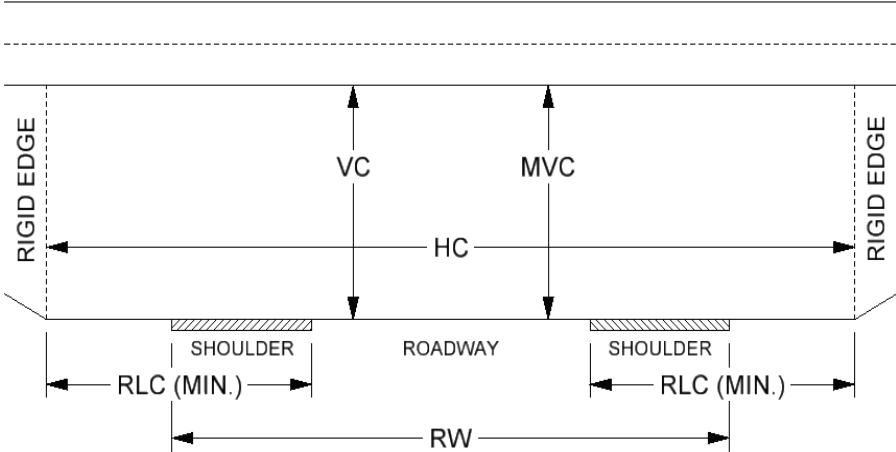 RIGID EDGE
VC
MVC
RIGID EDGE
HC
SHOULDER
ROADWAY
SHOULDER
RLC (MIN.)
RLC (MIN.)
RW